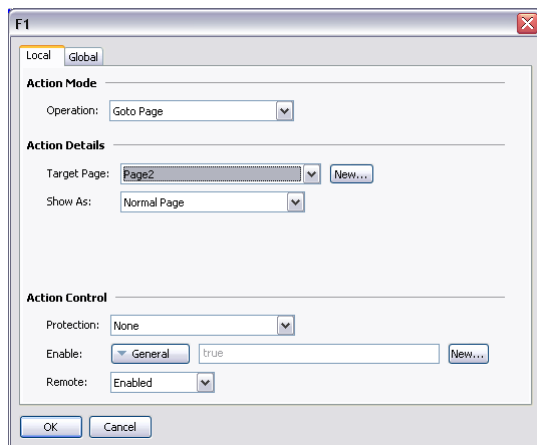 F1
Local Global
Action Mode
Operation: Goto Page
Action Details
Target Page: Page2 New...
Show As: Normal Page
Action Control
Protection: None
Enable: General true New...
Remote: Enabled
OK Cancel